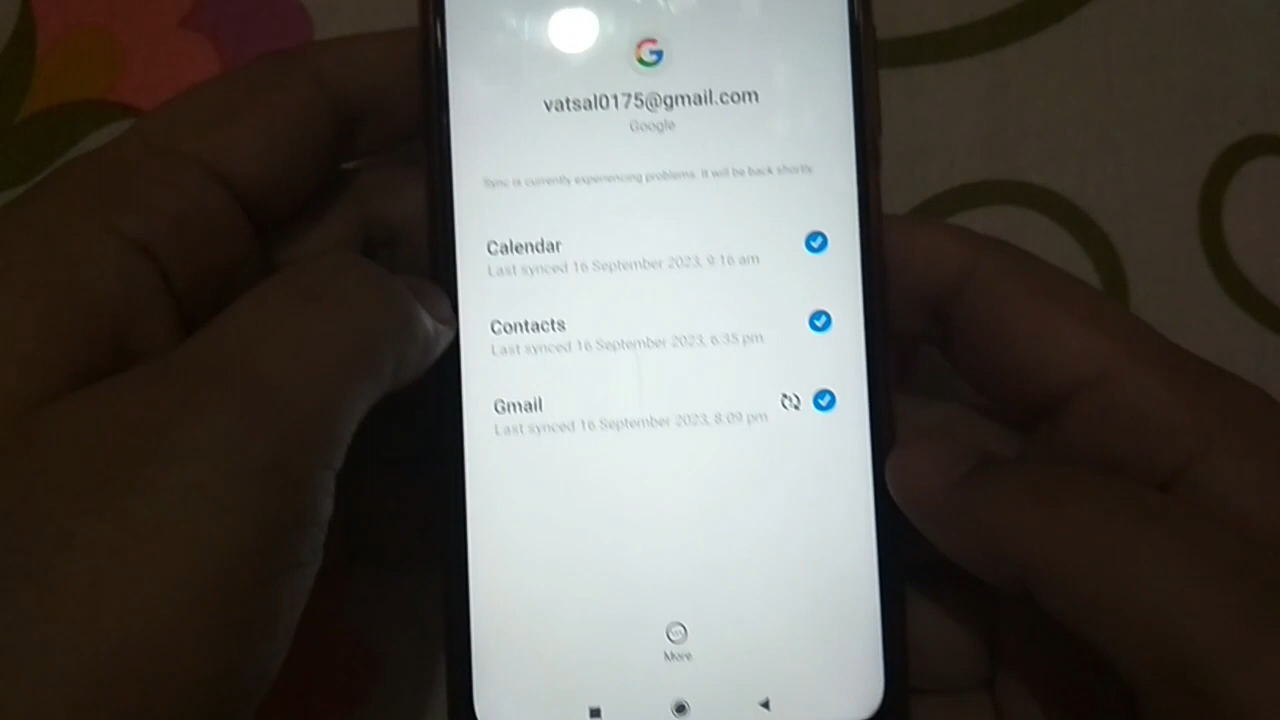 vatsal0175@gmail.com
Google
Sync is currently experiencing problems. It will be back shortly.
Calendar
Last synced 16 September 2023, 9:16 am
Contacts
Last synced 16 September 2023, 6:35 pm
Gmail
Last synced 16 September 2023, 8:09 pm
More